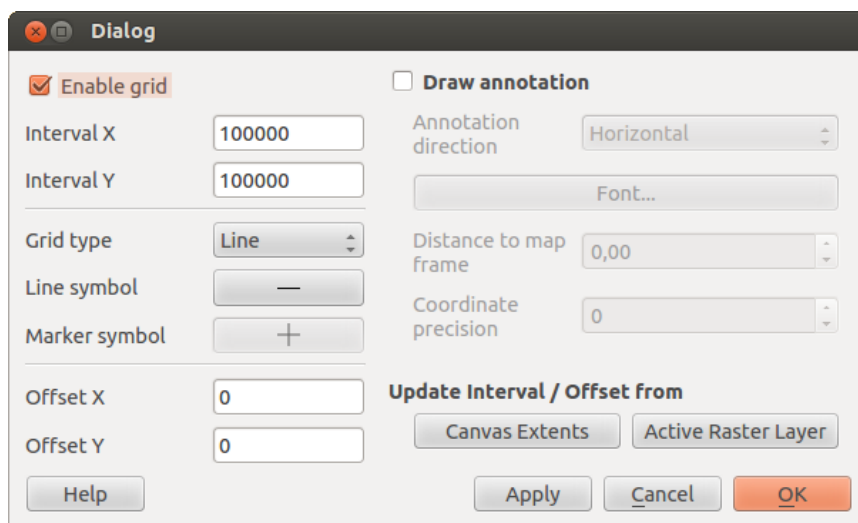 Dialog
Enable grid
Interval X 100000
Interval Y 100000
Grid type Line
Line symbol
Marker symbol
Offset X 0
Offset Y 0
Draw annotation
Annotation
direction
Horizontal
Font...
Distance to map
frame
0,00
Coordinate
precision
0
Update Interval / Offset from
Canvas Extents Active Raster Layer
Help Apply Cancel OK